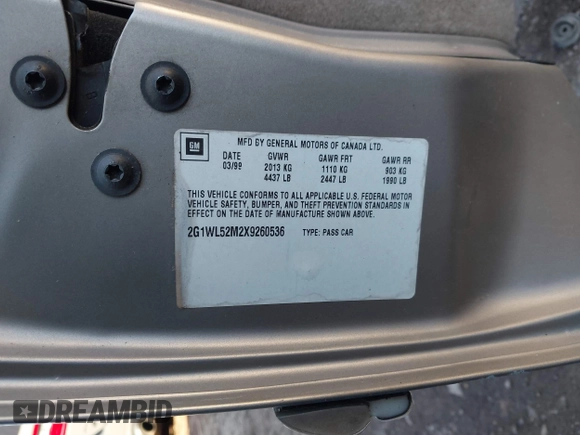 GM
MFD BY GENERAL MOTORS OF CANADA LTD.
DATE GVWR GAWR FRT GAWR RR
03/99 2013 KG 1110 KG 903 KG
4437 LB 2447 LB 1990 LB
THIS VEHICLE CONFORMS TO ALL APPLICABLE U.S. FEDERAL MOTOR
VEHICLE SAFETY, BUMPER, AND THEFT PREVENTION STANDARDS IN
EFFECT ON THE DATE OF MANUFACTURE SHOWN ABOVE.
2G1WL52M2X9260536 TYPE: PASS CAR
DREAMBID